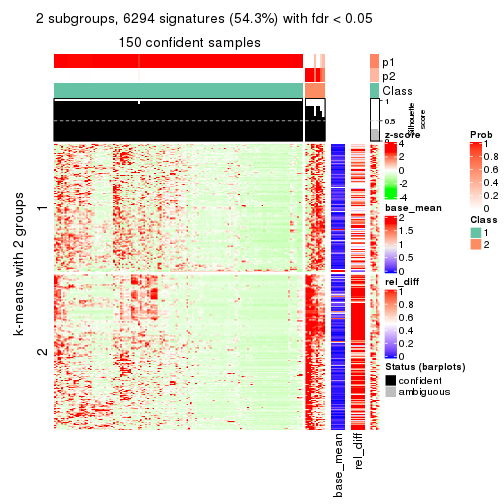 2 subgroups, 6294 signatures (54.3%) with fdr < 0.05
150 confident samples
p1
p2
Class
1
0.5
0
Silhouette
score
k-means with 2 groups
1
2
base_mean
rel_diff
z-score
4
2
0
-2
-4
base_mean
2
1.5
1
0.5
0
rel_diff
1
0.8
0.6
0.4
0.2
0
Status (barplots)
confident
ambiguous
Prob
1
0.8
0.6
0.4
0.2
0
Class
1
2